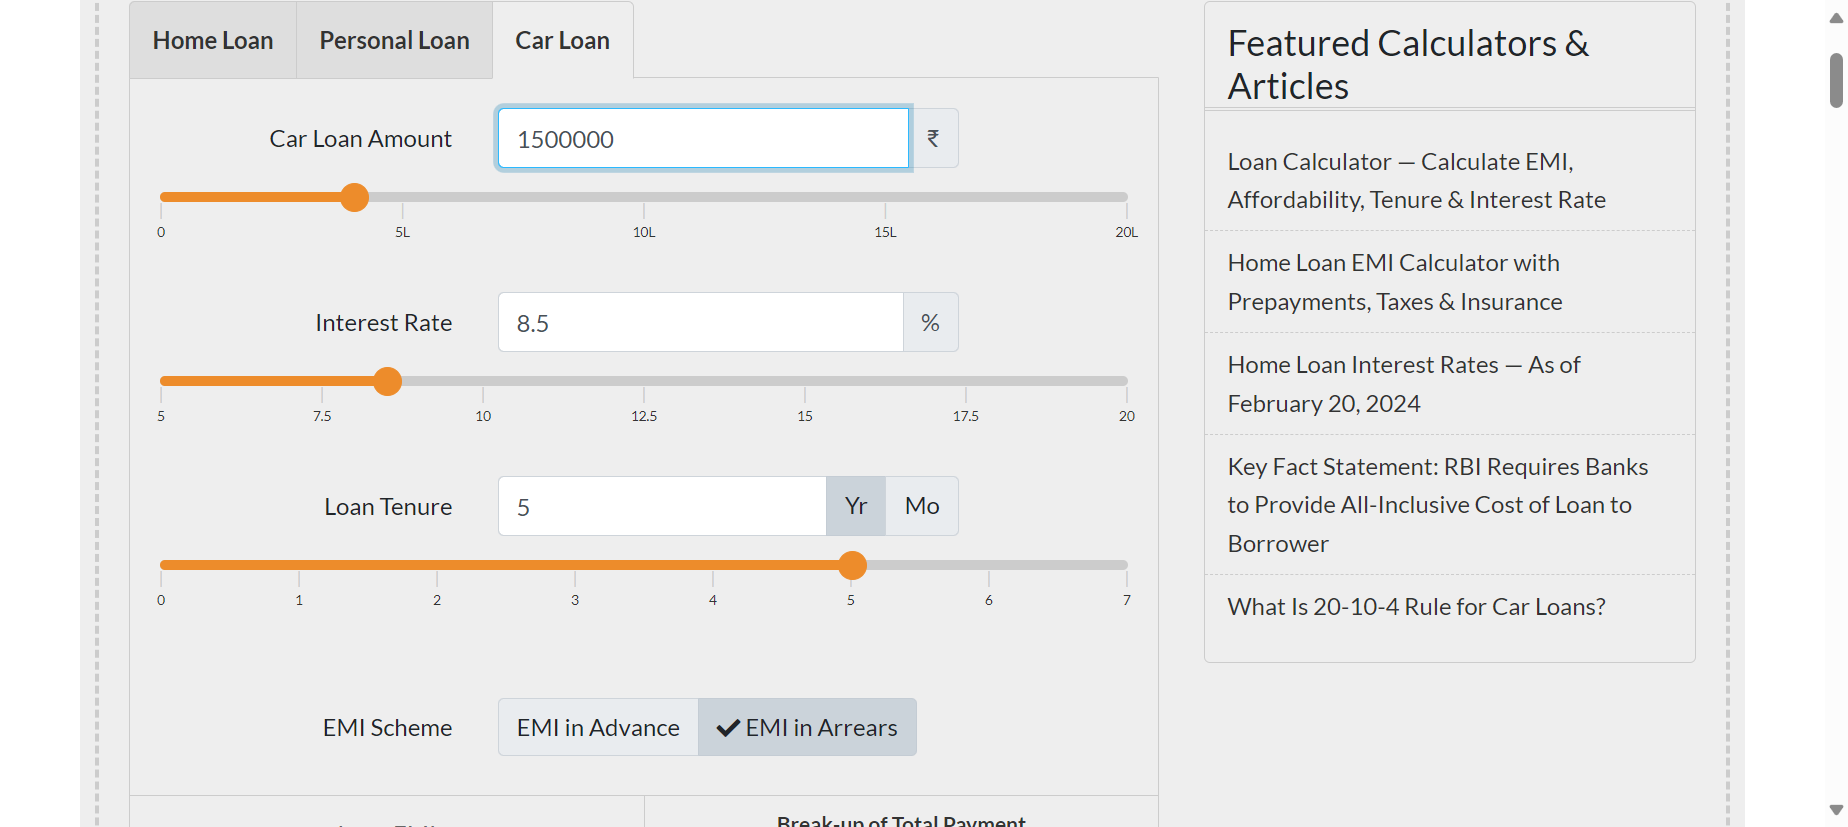 Home Loan
Personal Loan
Car Loan
Car Loan Amount
1500000
₹
0
5L
10L
15L
20L
Interest Rate
8.5
%
5
7.5
10
12.5
15
17.5
20
Loan Tenure
5
Yr
Mo
0
1
2
3
4
5
6
7
EMI Scheme
EMI in Advance
EMI in Arrears
Break-up of Total Payment
Featured Calculators &
Articles
Loan Calculator — Calculate EMI,
Affordability, Tenure & Interest Rate
Home Loan EMI Calculator with
Prepayments, Taxes & Insurance
Home Loan Interest Rates — As of
February 20, 2024
Key Fact Statement: RBI Requires Banks
to Provide All-Inclusive Cost of Loan to
Borrower
What Is 20-10-4 Rule for Car Loans?